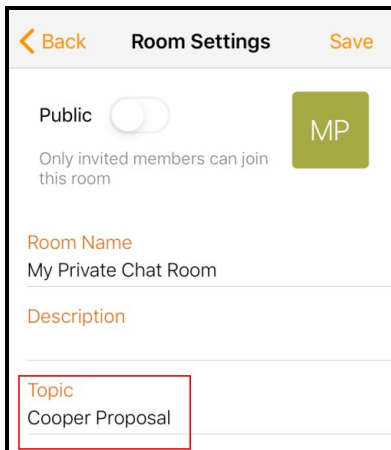 Back Room Settings Save
Public
MP
Only invited members can join
this room
Room Name
My Private Chat Room
Description
Topic
Cooper Proposal